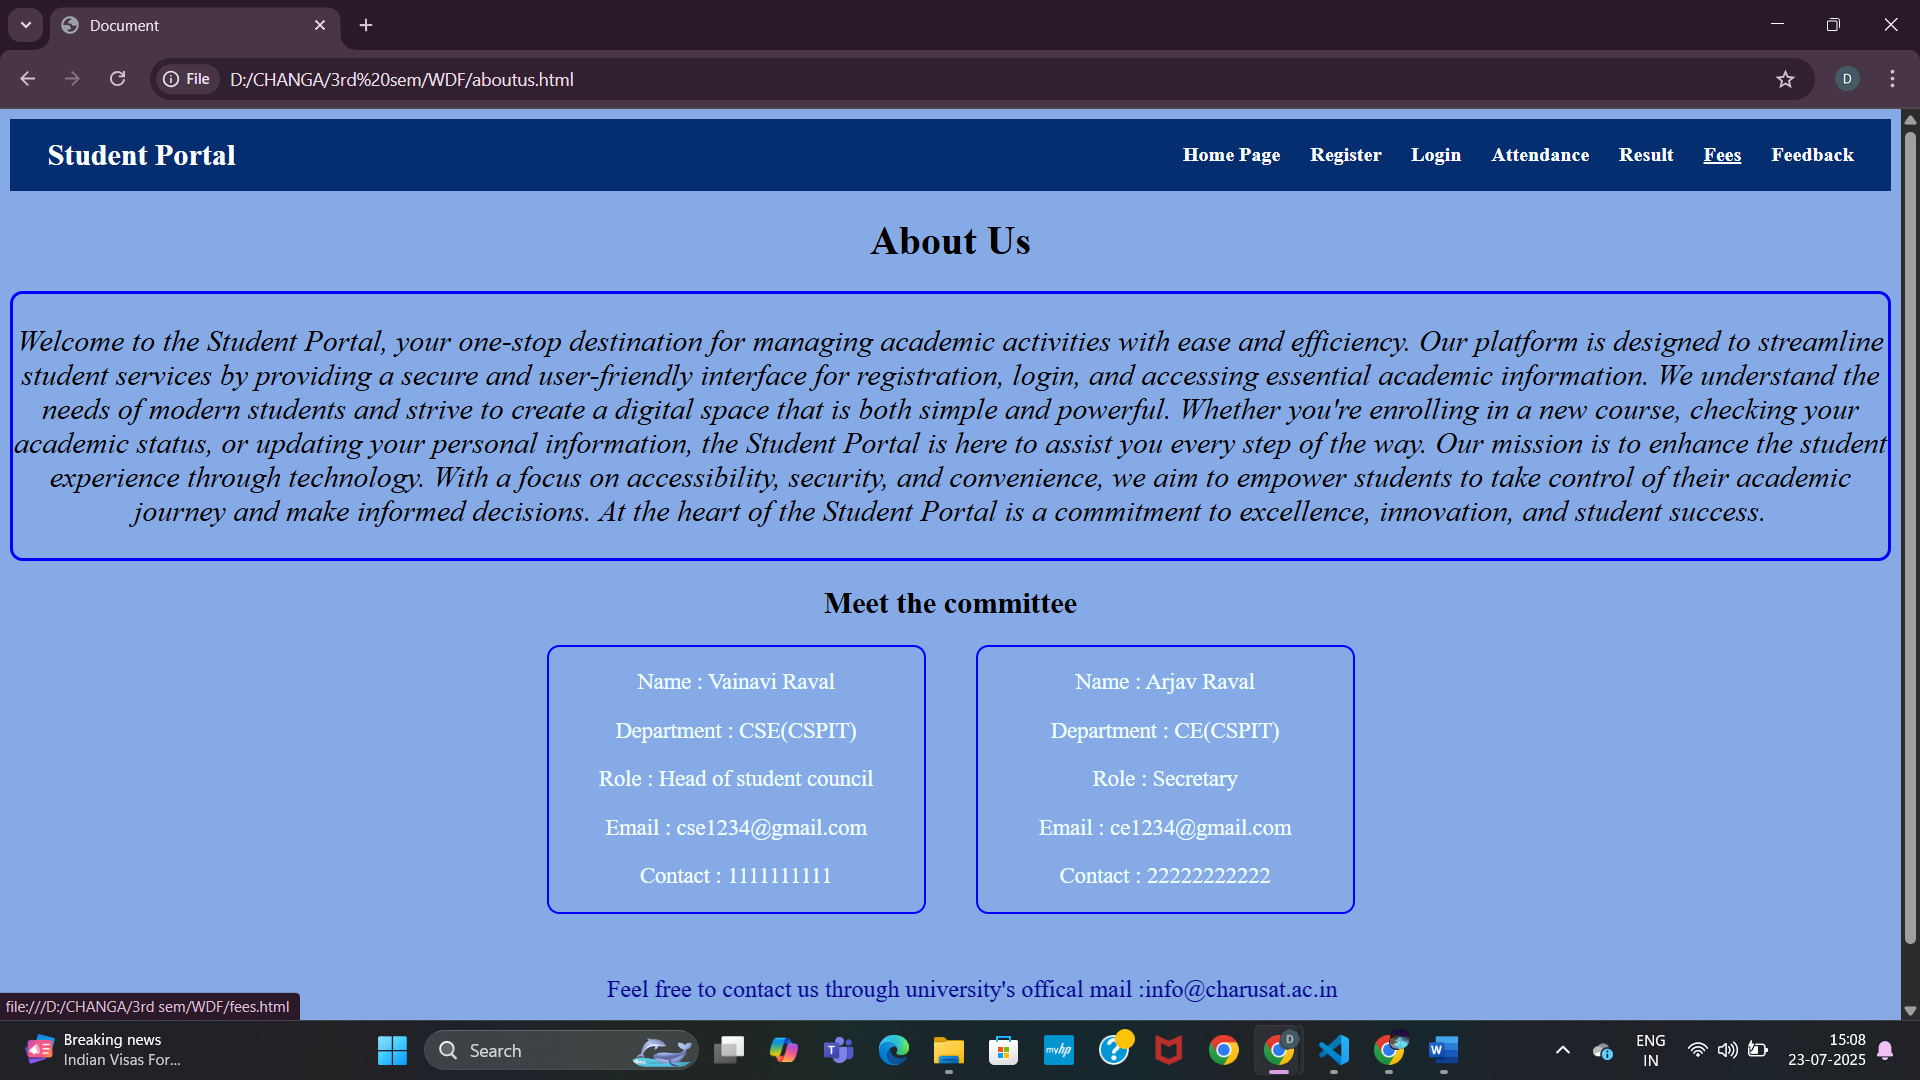 Document
File
D:/CHANGA/3rd%20sem/WDF/aboutus.html
D
Student Portal
Home Page Register Login Attendance Result Fees Feedback
About Us
Welcome to the Student Portal, your one-stop destination for managing academic activities with ease and efficiency. Our platform is designed to streamline
student services by providing a secure and user-friendly interface for registration, login, and accessing essential academic information. We understand the
needs of modern students and strive to create a digital space that is both simple and powerful. Whether you're enrolling in a new course, checking your
academic status, or updating your personal information, the Student Portal is here to assist you every step of the way. Our mission is to enhance the student
experience through technology. With a focus on accessibility, security, and convenience, we aim to empower students to take control of their academic
journey and make informed decisions. At the heart of the Student Portal is a commitment to excellence, innovation, and student success.
Meet the committee
Name : Vainavi Raval
Department : CSE(CSPIT)
Role : Head of student council
Email : cse1234@gmail.com
Contact : 1111111111
Name : Arjav Raval
Department : CE(CSPIT)
Role : Secretary
Email : ce1234@gmail.com
Contact : 22222222222
Feel free to contact us through university's offical mail :info@charusat.ac.in
file:///D:/CHANGA/3rd sem/WDF/fees.html
Breaking news
Indian Visas For...
Search
T
myhp
?
D
W
ENG
IN
15:08
23-07-2025